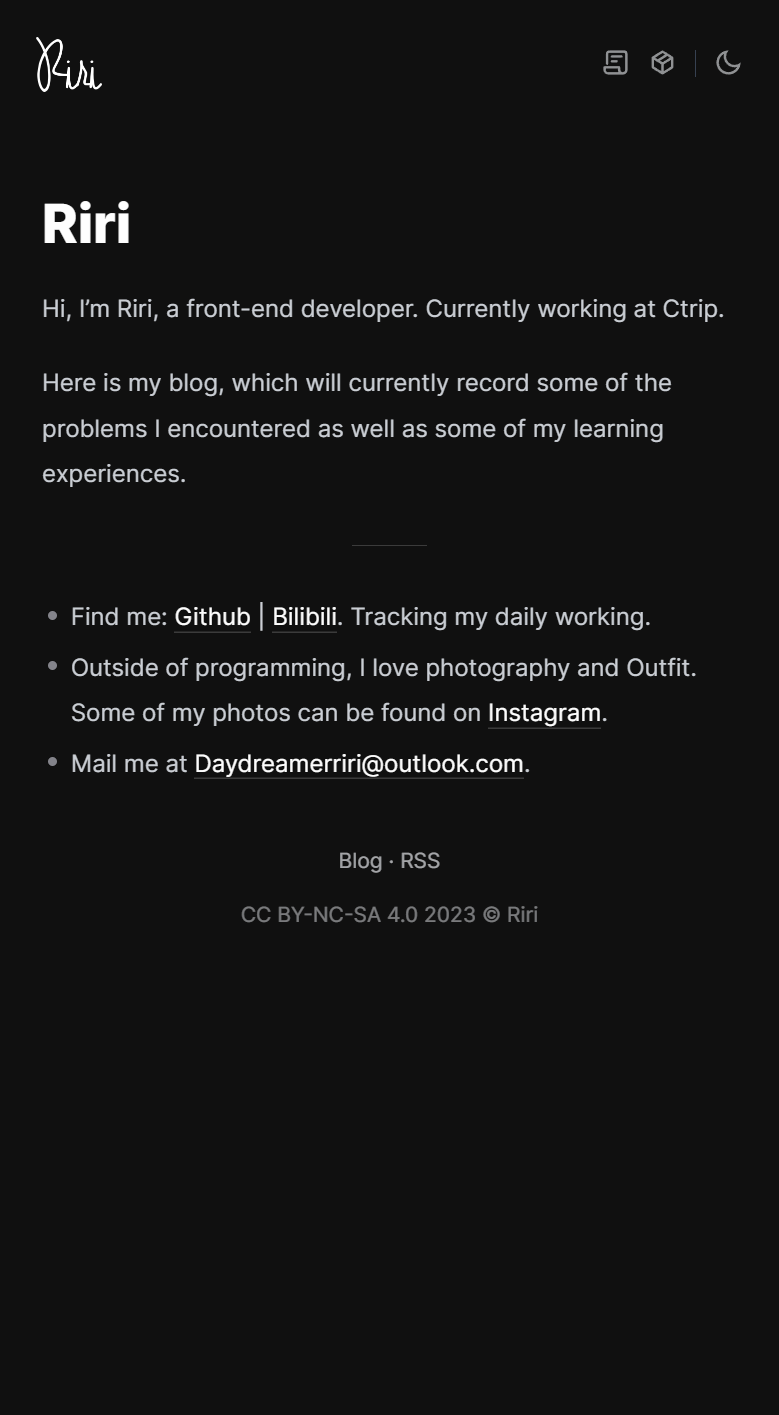 Riri
Riri
Hi, I’m Riri, a front-end developer. Currently working at Ctrip.
Here is my blog, which will currently record some of the
problems I encountered as well as some of my learning
experiences.
Find me: Github | Bilibili. Tracking my daily working.
Outside of programming, I love photography and Outfit.
Some of my photos can be found on Instagram.
Mail me at Daydreamerriri@outlook.com.
Blog · RSS
CC BY-NC-SA 4.0 2023 © Riri